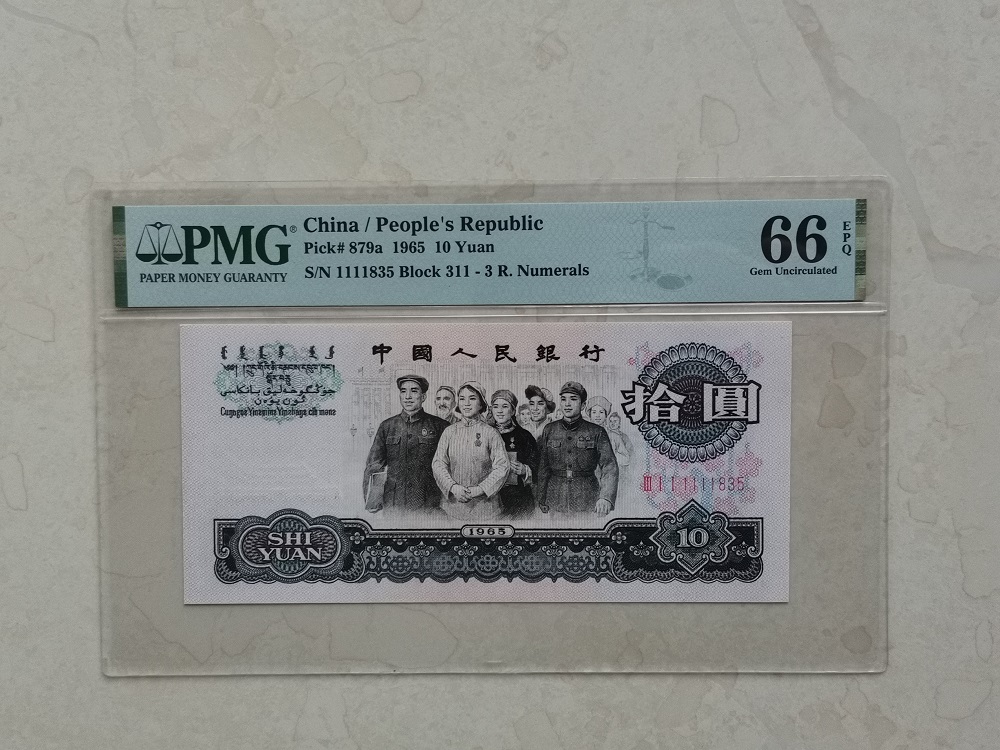 PMG®
PAPER MONEY GUARANTY
China / People's Republic
Pick# 879a 1965 10 Yuan
S/N 1111835 Block 311 - 3 R. Numerals
66
EPQ
Gem Uncirculated
中國人民銀行
拾圓
III I I 1111835
1965
SHI
YUAN
10